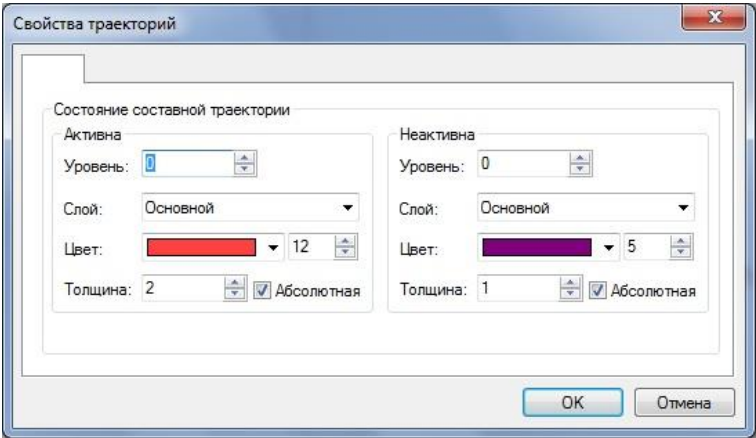 Свойства траекторий
Состояние составной траектории
Активна
Уровень: 0
Слой: Основной
Цвет: 12
Толщина: 2 Абсолютная
Неактивна
Уровень: 0
Слой: Основной
Цвет: 5
Толщина: 1 Абсолютная
OK Отмена